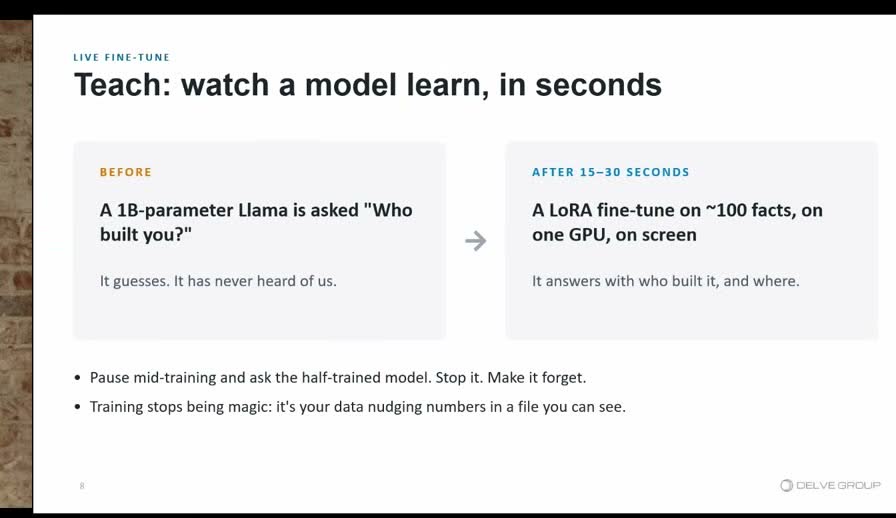 LIVE FINE-TUNE
Teach: watch a model learn, in seconds
BEFORE
A 1B-parameter Llama is asked "Who
built you?"
It guesses. It has never heard of us.
→
AFTER 15–30 SECONDS
A LoRA fine-tune on ~100 facts, on
one GPU, on screen
It answers with who built it, and where.
• Pause mid-training and ask the half-trained model. Stop it. Make it forget.
• Training stops being magic: it's your data nudging numbers in a file you can see.
8
DELVE GROUP